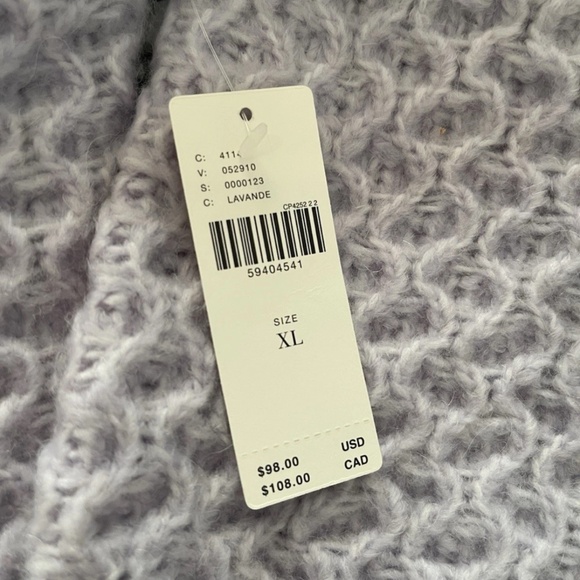 C: 411
V: 052910
S: 0000123
C: LAVANDE
CP4252 2 2
59404541
SIZE
XL
$98.00 USD
$108.00 CAD